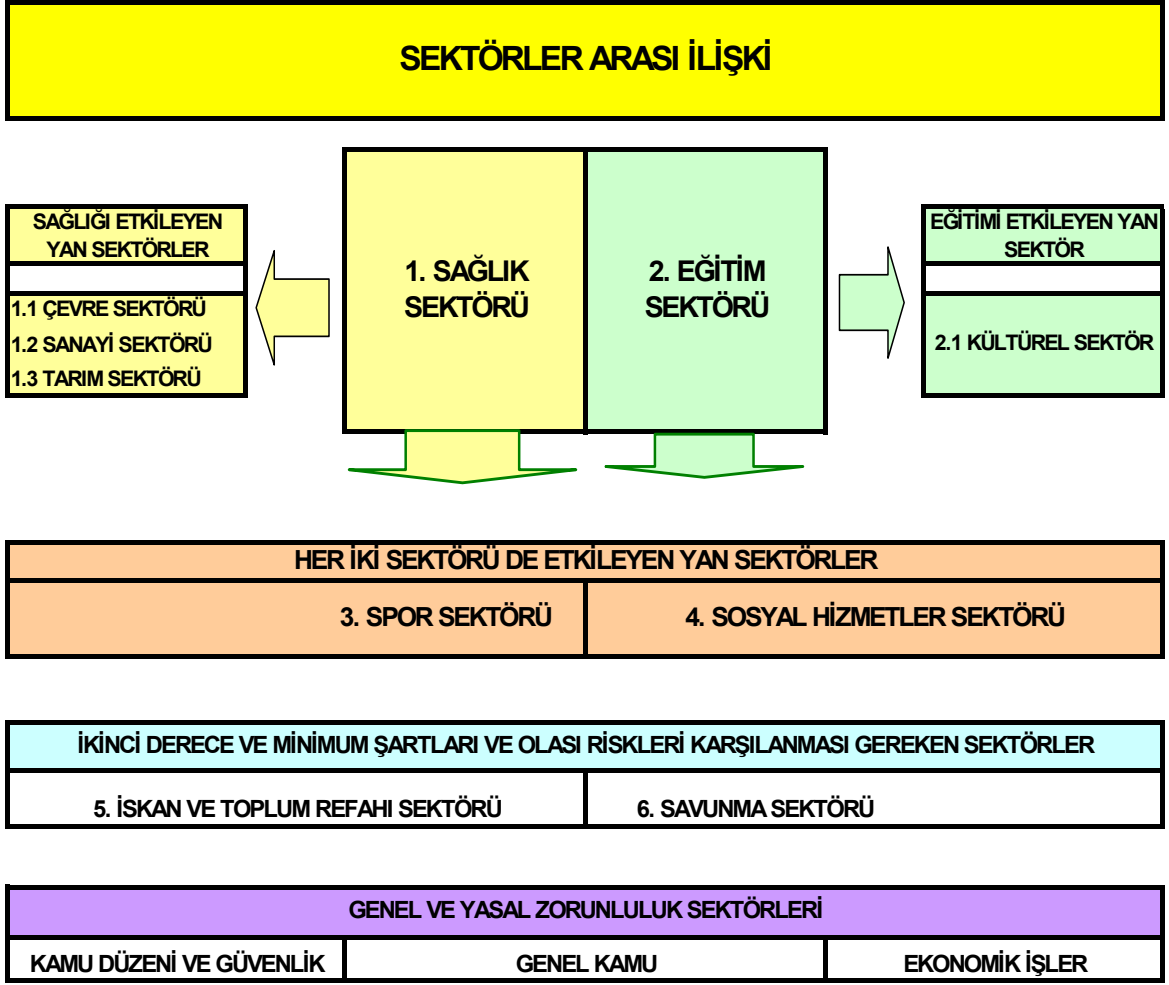 SEKTÖRLER ARASI İLİŞKİ
SAĞLIĞI ETKİLEYEN
YAN SEKTÖRLER
1.1 ÇEVRE SEKTÖRÜ
1.2 SANAYİ SEKTÖRÜ
1.3 TARIM SEKTÖRÜ
1. SAĞLIK
SEKTÖRÜ
2. EĞİTİM
SEKTÖRÜ
EĞİTİMİ ETKİLEYEN YAN
SEKTÖR
2.1 KÜLTÜREL SEKTÖR
HER İKİ SEKTÖRÜ DE ETKİLEYEN YAN SEKTÖRLER
3. SPOR SEKTÖRÜ
4. SOSYAL HİZMETLER SEKTÖRÜ
İKİNCİ DERECE VE MİNİMUM ŞARTLARI VE OLASI RİSKLERİ KARŞILANMASI GEREKEN SEKTÖRLER
5. İSKAN VE TOPLUM REFAHI SEKTÖRÜ
6. SAVUNMA SEKTÖRÜ
GENEL VE YASAL ZORUNLULUK SEKTÖRLERİ
KAMU DÜZENİ VE GÜVENLİK
GENEL KAMU
EKONOMİK İŞLER